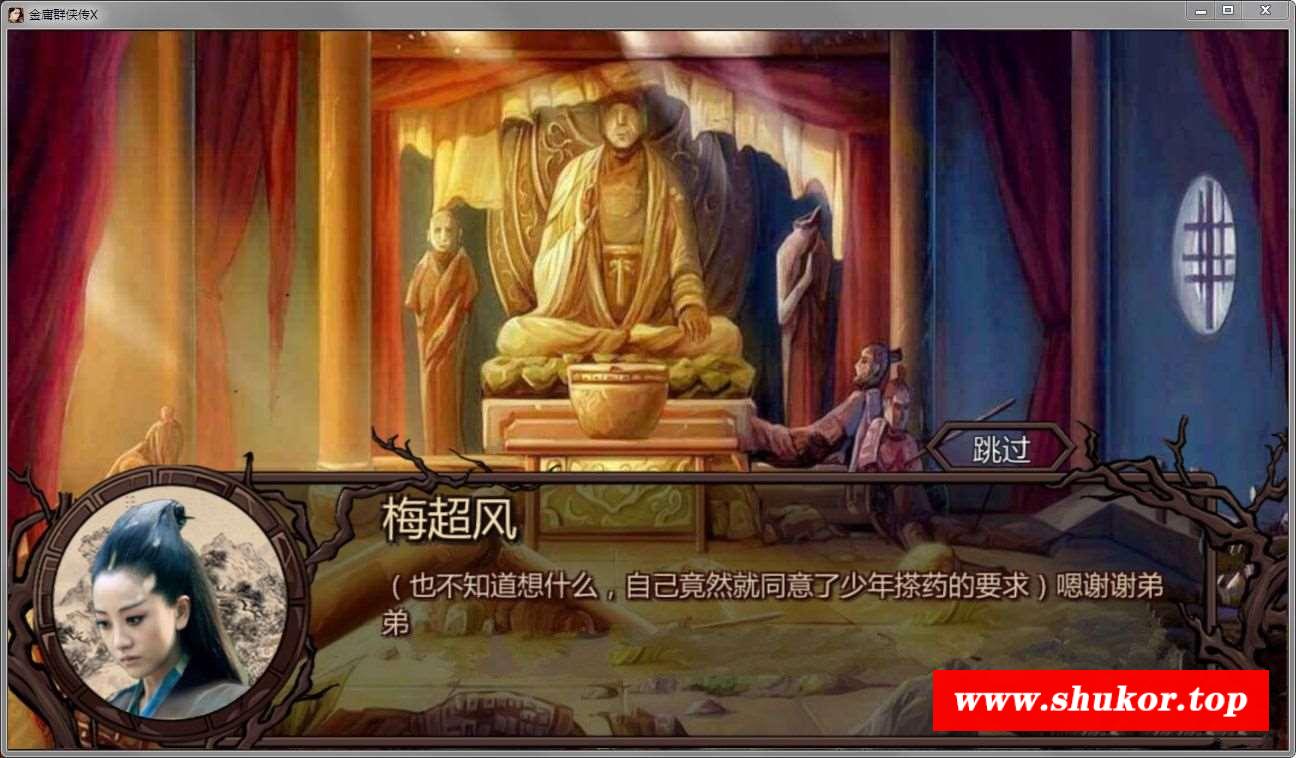 金庸群侠传X
跳过
梅超风
（也不知道想什么，自己竟然就同意了少年搽药的要求）嗯谢谢弟
弟
www.shukor.top